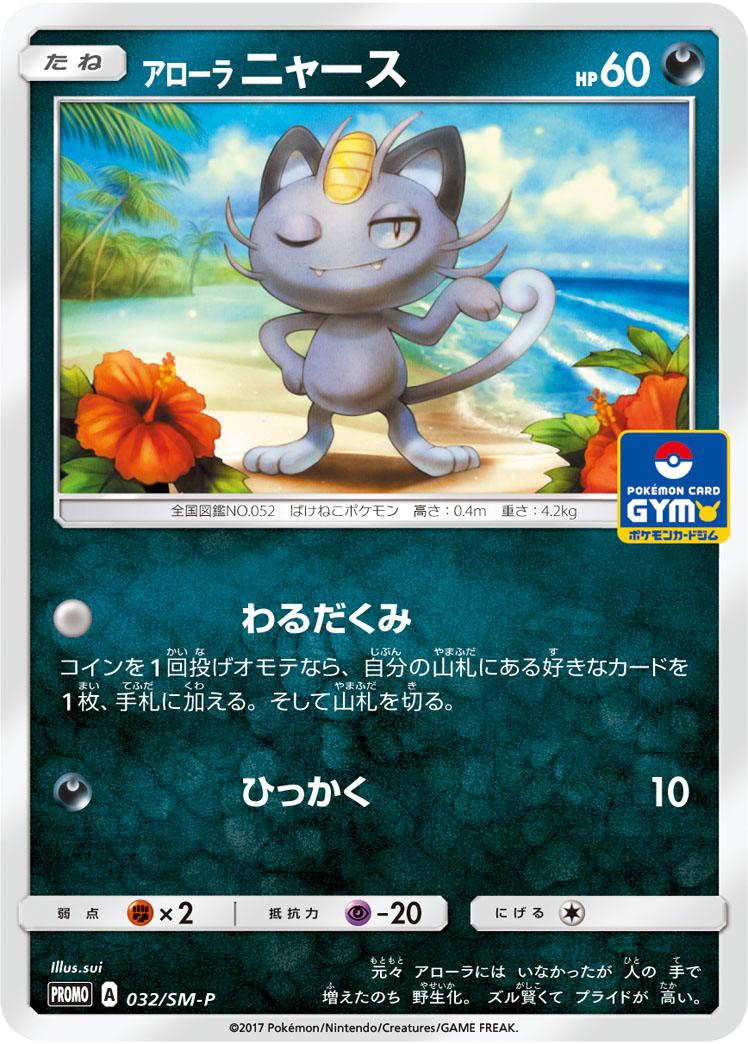 たね
アローラ ニャース
HP60
全国図鑑NO.052 ばけねこポケモン 高さ:0.4m 重さ:4.2kg
POKÉMON CARD
GYM
ポケモンカードジム
わるだくみ
コインを1回投げオモテなら、自分の山札にある好きなカードを
1枚、手札に加える。そして山札を切る。
ひっかく 10
弱点 ×2 抵抗力 -20 にげる
Illus.sui
元々 アローラには いなかったが 人の 手で
増えたのち 野生化。 ズル賢くて プライドが 高い。
PROMO A 032/SM-P
©2017 Pokémon/Nintendo/Creatures/GAME FREAK.